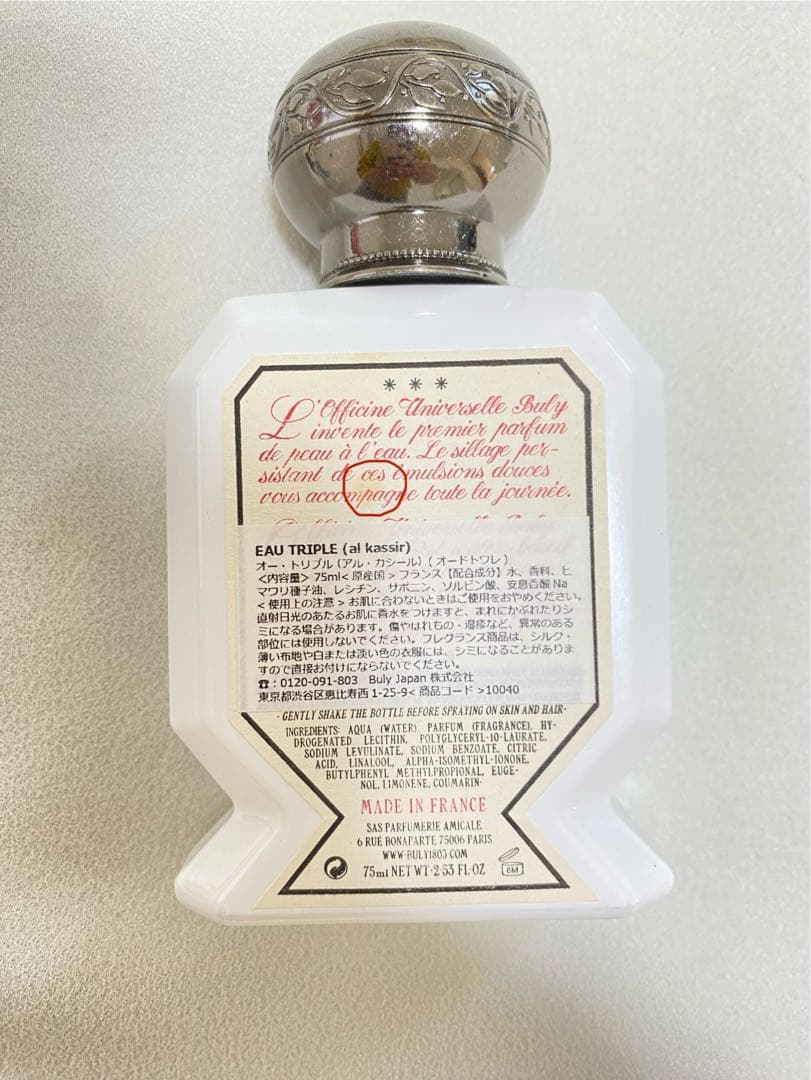 * * *
L'Officine Universelle Buly
invente le premier parfum
de peau à l'eau. Le sillage per-
sistant de ces émulsions douces
vous accompagne toute la journée.
EAU TRIPLE (al kassir)
オー・トリプル (アル・カシール) ( オードトワレ )
<内容量> 75ml< 原産国 > フランス【配合成分】水、香料、ヒ
マワリ種子油、レシチン、サポニン、ソルビン酸、安息香酸 Na
< 使用上の注意 > お肌に合わないときはご使用をおやめください。
直射日光のあたるお肌に香水をつけますと、まれにかぶれたりシ
ミになる場合があります。傷やはれもの・湿疹など、異常のある
部位には使用しないでください。フレグランス商品は、シルク・
薄い布地や白または淡い色の衣服には、シミになることがありま
すので直接お付けにならないでください。
☎ : 0120-091-803 Buly Japan 株式会社
東京都渋谷区恵比寿西 1-25-9< 商品コード >10040
· GENTLY SHAKE THE BOTTLE BEFORE SPRAYING ON SKIN AND HAIR·
INGREDIENTS: AQUA (WATER), PARFUM (FRAGRANCE), HY-
DROGENATED LECITHIN, POLYGLYCERYL-10-LAURATE,
SODIUM LEVULINATE, SODIUM BENZOATE, CITRIC
ACID, LINALOOL, ALPHA-ISOMETHYL-IONONE,
BUTYLPHENYL METHYLPROPIONAL, EUGE-
NOL, LIMONENE, COUMARIN·
MADE IN FRANCE
SAS PARFUMERIE AMICALE
6 RUE BONAPARTE 75006 PARIS
WWW·BULY1803·COM
75ml NET WT·2·53 FL·OZ
6M